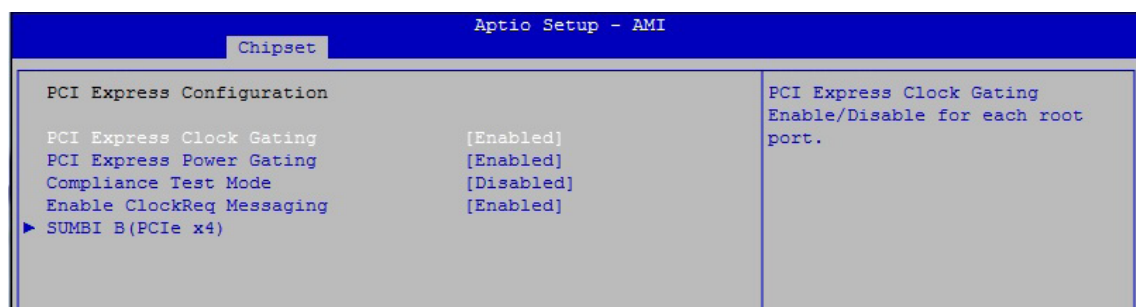 Aptio Setup - AMI
Chipset
PCI Express Configuration
PCI Express Clock Gating [Enabled]
PCI Express Power Gating [Enabled]
Compliance Test Mode [Disabled]
Enable ClockReq Messaging [Enabled]
► SUMBI B(PCIe x4)
PCI Express Clock Gating
Enable/Disable for each root
port.